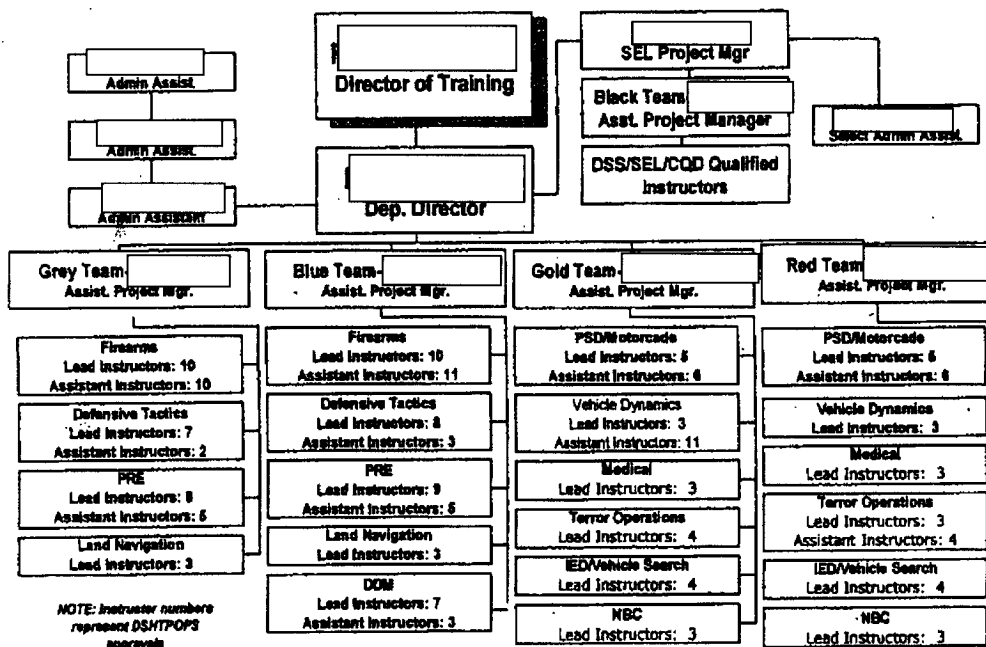 Admin Assist.
Admin Assist.
Admin Assistant
Director of Training
Dep. Director
SEL Project Mgr
Black Team-
Asst. Project Manager
DSS/SEL/CQD Qualified
Instructors
Select Admin Assist.
Grey Team-
Assist. Project Mgr.
Firearms
Lead Instructors: 10
Assistant Instructors: 10
Defensive Tactics
Lead Instructors: 7
Assistant Instructors: 2
PRE
Lead Instructors: 8
Assistant Instructors: 5
Land Navigation
Lead Instructors: 3
NOTE: Instructor numbers
represent DSHTPOPS
approvals
Blue Team-
Assist. Project Mgr.
Firearms
Lead Instructors: 10
Assistant Instructors: 11
Defensive Tactics
Lead Instructors: 8
Assistant Instructors: 3
PRE
Lead Instructors: 9
Assistant Instructors: 5
Land Navigation
Lead Instructors: 3
DDM
Lead Instructors: 7
Assistant Instructors: 3
Gold Team-
Assist. Project Mgr.
PSD/Motorcade
Lead Instructors: 5
Assistant Instructors: 6
Vehicle Dynamics
Lead Instructors: 3
Assistant Instructors: 11
Medical
Lead Instructors: 3
Terror Operations
Lead Instructors: 4
IED/Vehicle Search
Lead Instructors: 4
NBC
Lead Instructors: 3
Red Team
Assist. Project Mgr.
PSD/Motorcade
Lead Instructors: 5
Assistant Instructors: 6
Vehicle Dynamics
Lead Instructors: 3
Medical
Lead Instructors: 3
Terror Operations
Lead Instructors: 3
Assistant Instructors: 4
IED/Vehicle Search
Lead Instructors: 4
NBC
Lead Instructors: 3